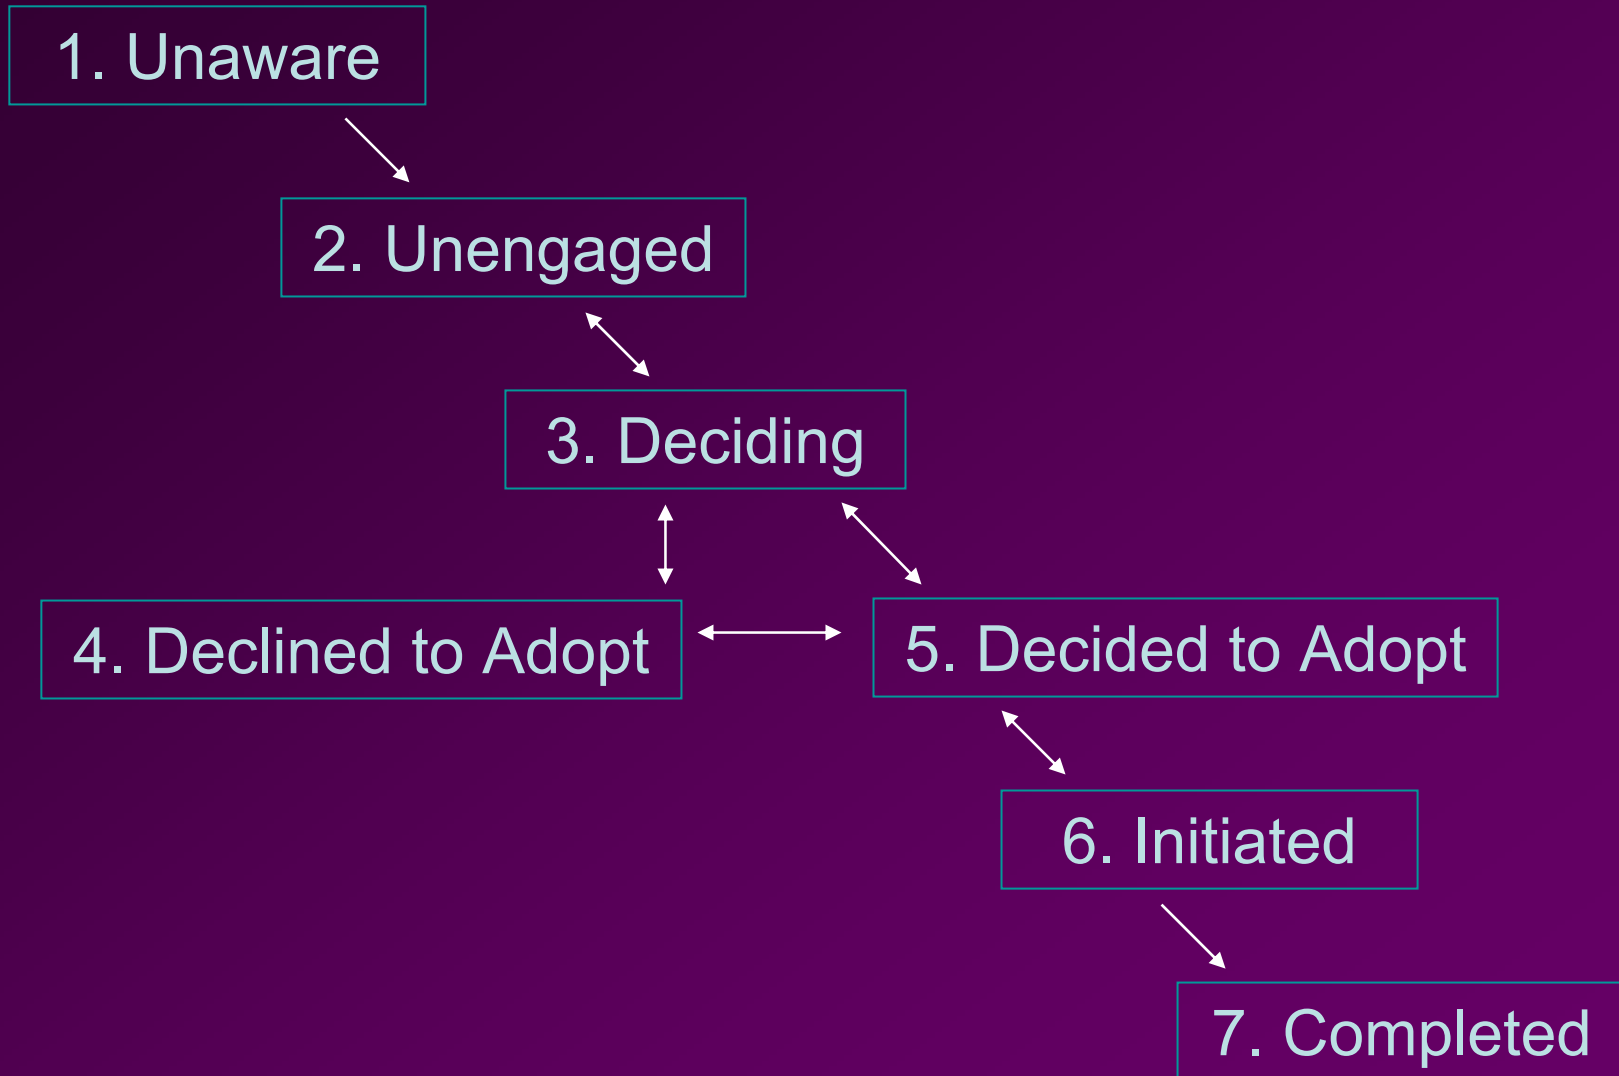 1. Unaware
2. Unengaged
3. Deciding
4. Declined to Adopt
5. Decided to Adopt
6. Initiated
7. Completed